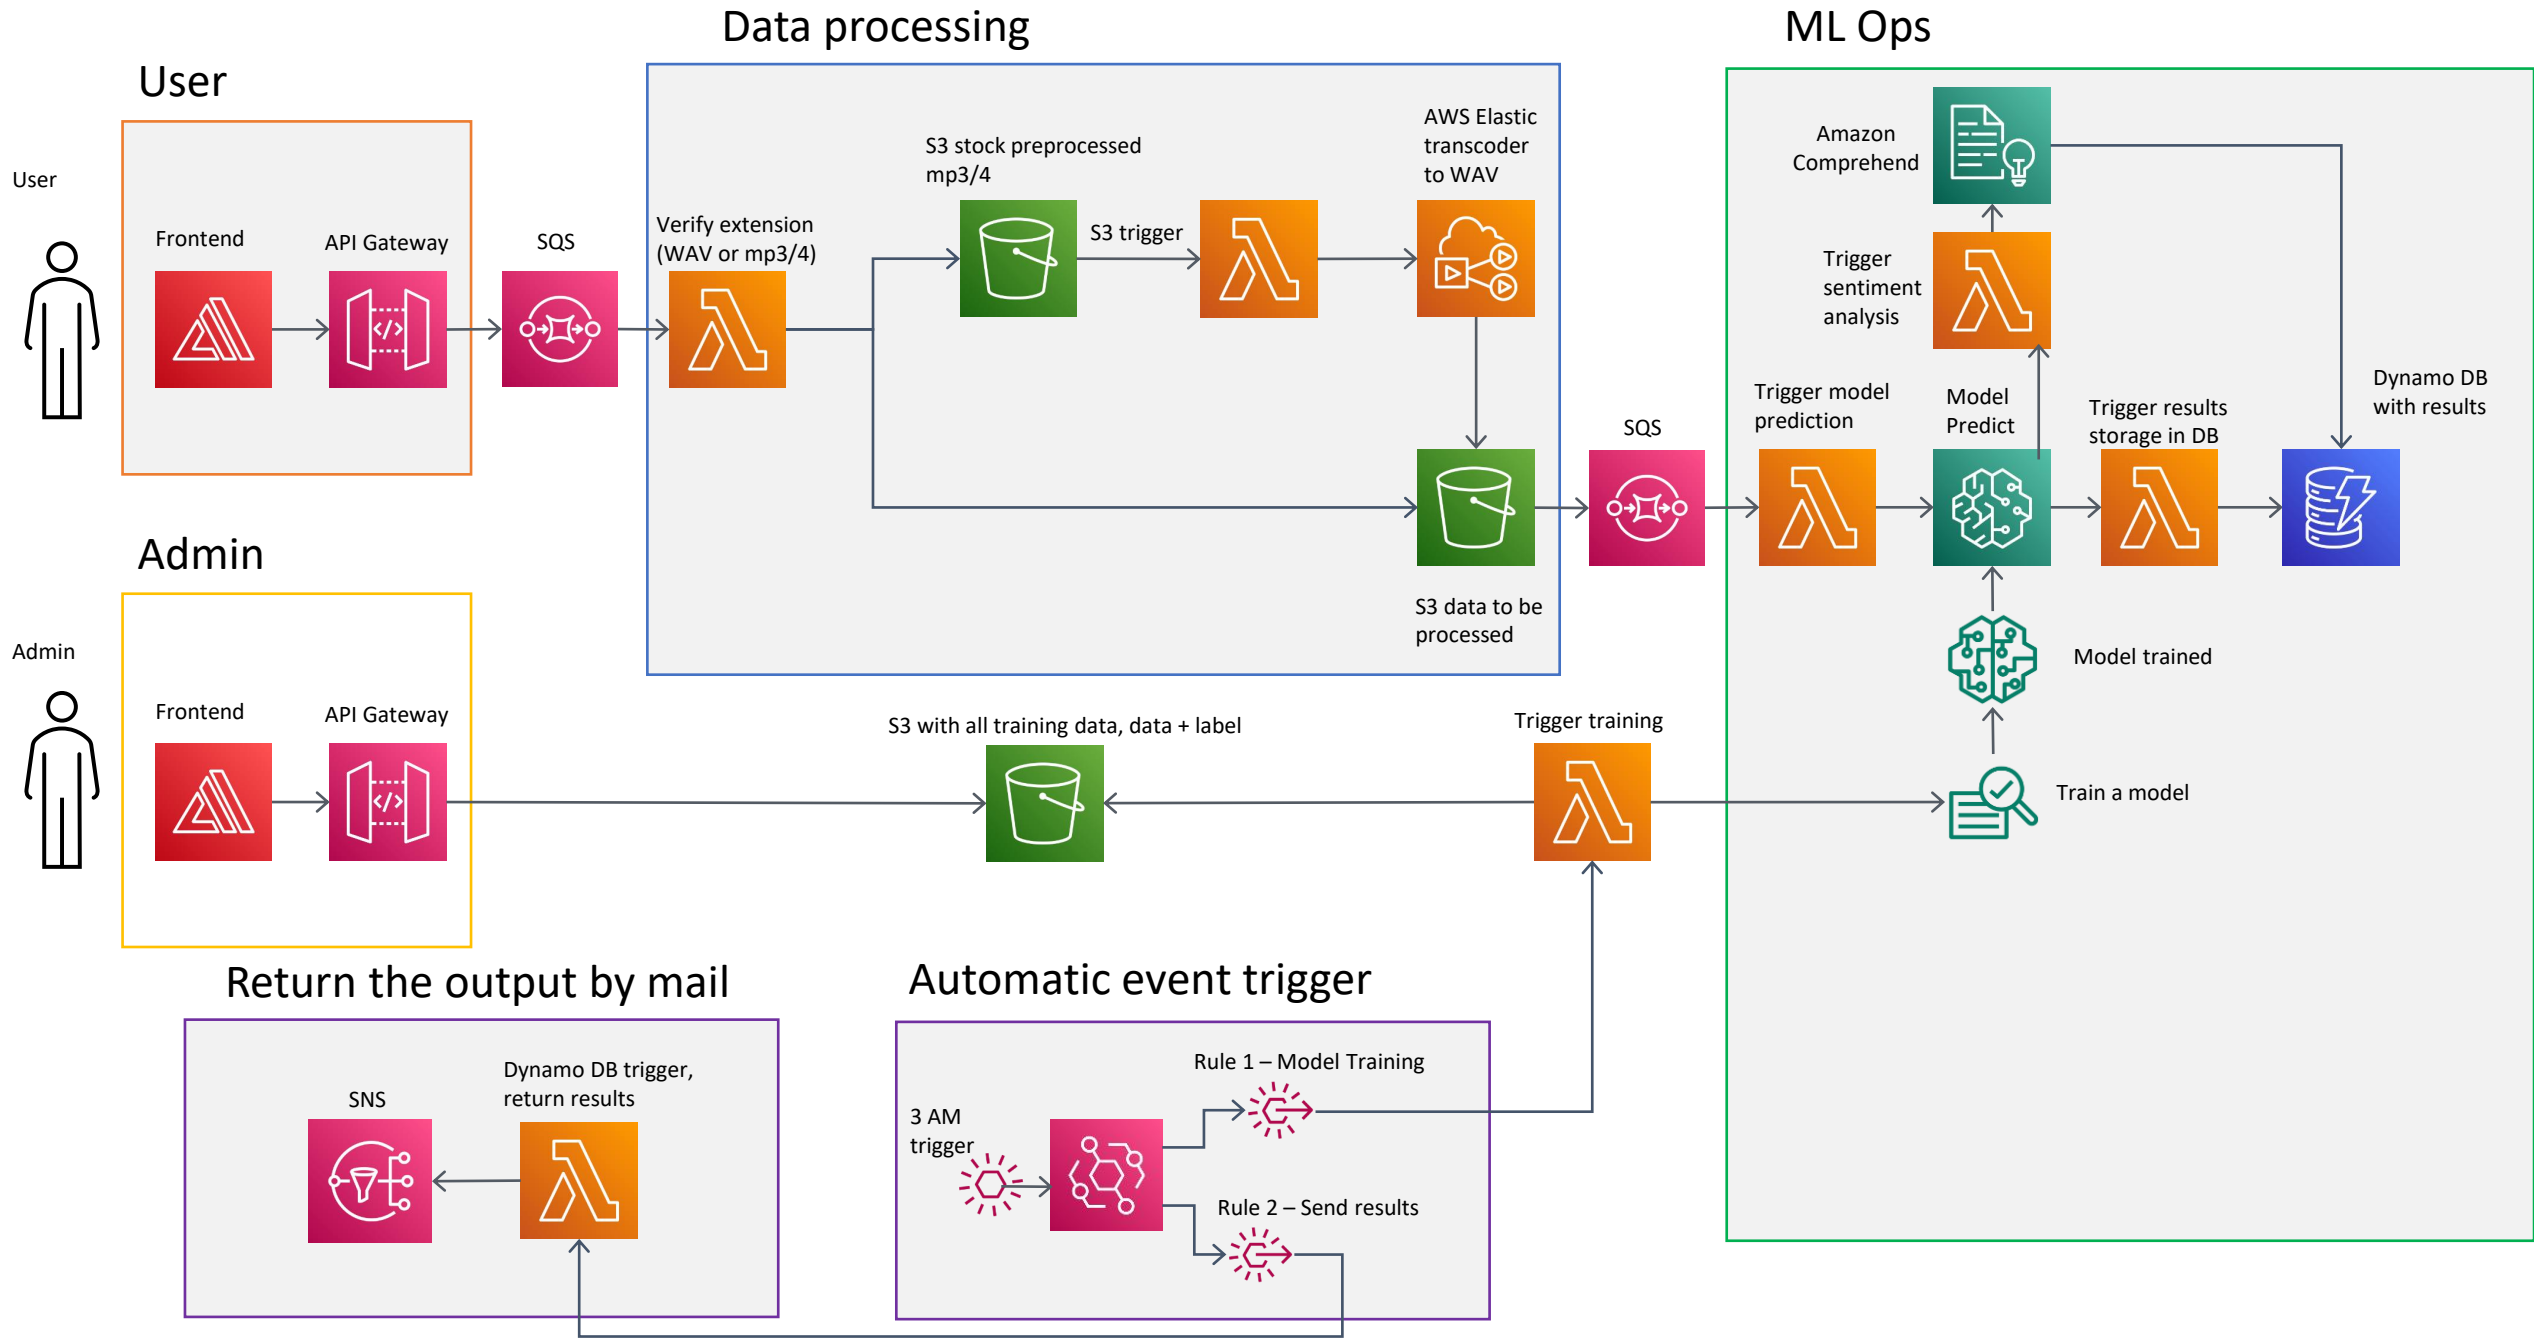 Data processing
ML Ops
User
User
Frontend
API Gateway
SQS
Verify extension
(WAV or mp3/4)
S3 stock preprocessed
mp3/4
S3 trigger
AWS Elastic
transcoder
to WAV
S3 data to be
processed
SQS
Amazon
Comprehend
Trigger
sentiment
analysis
Trigger model
prediction
Model
Predict
Trigger results
storage in DB
Dynamo DB
with results
Model trained
Train a model
Admin
Admin
Frontend
API Gateway
S3 with all training data, data + label
Trigger training
Return the output by mail
SNS
Dynamo DB trigger,
return results
Automatic event trigger
3 AM
trigger
Rule 1 – Model Training
Rule 2 – Send results